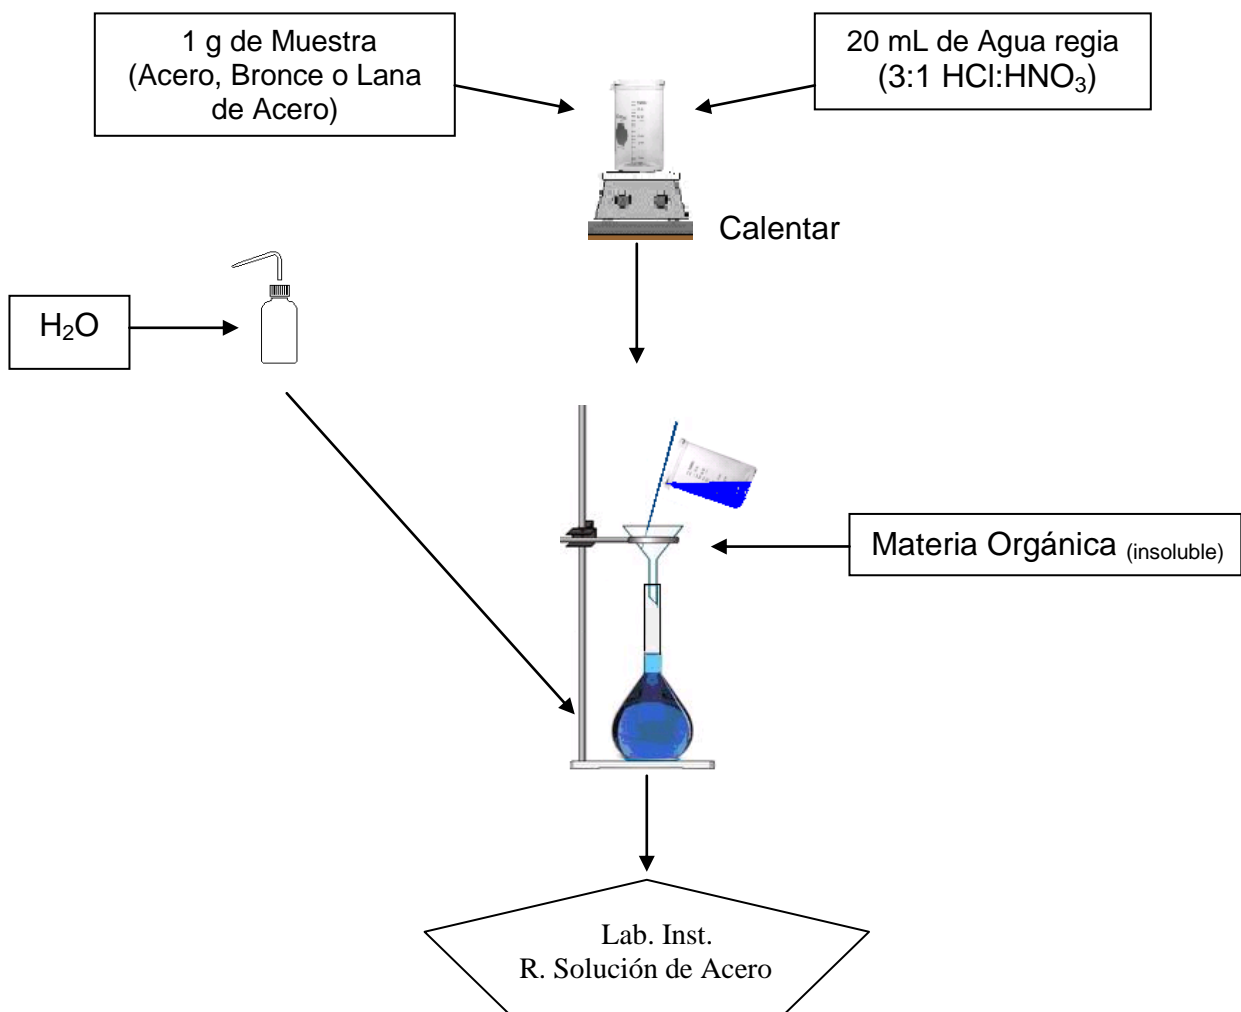 1 g de Muestra
(Acero, Bronce o Lana
de Acero)
20 mL de Agua regia
(3:1 HCl:HNO₃)
Calentar
H₂O
Materia Orgánica (insoluble)
Lab. Inst.
R. Solución de Acero